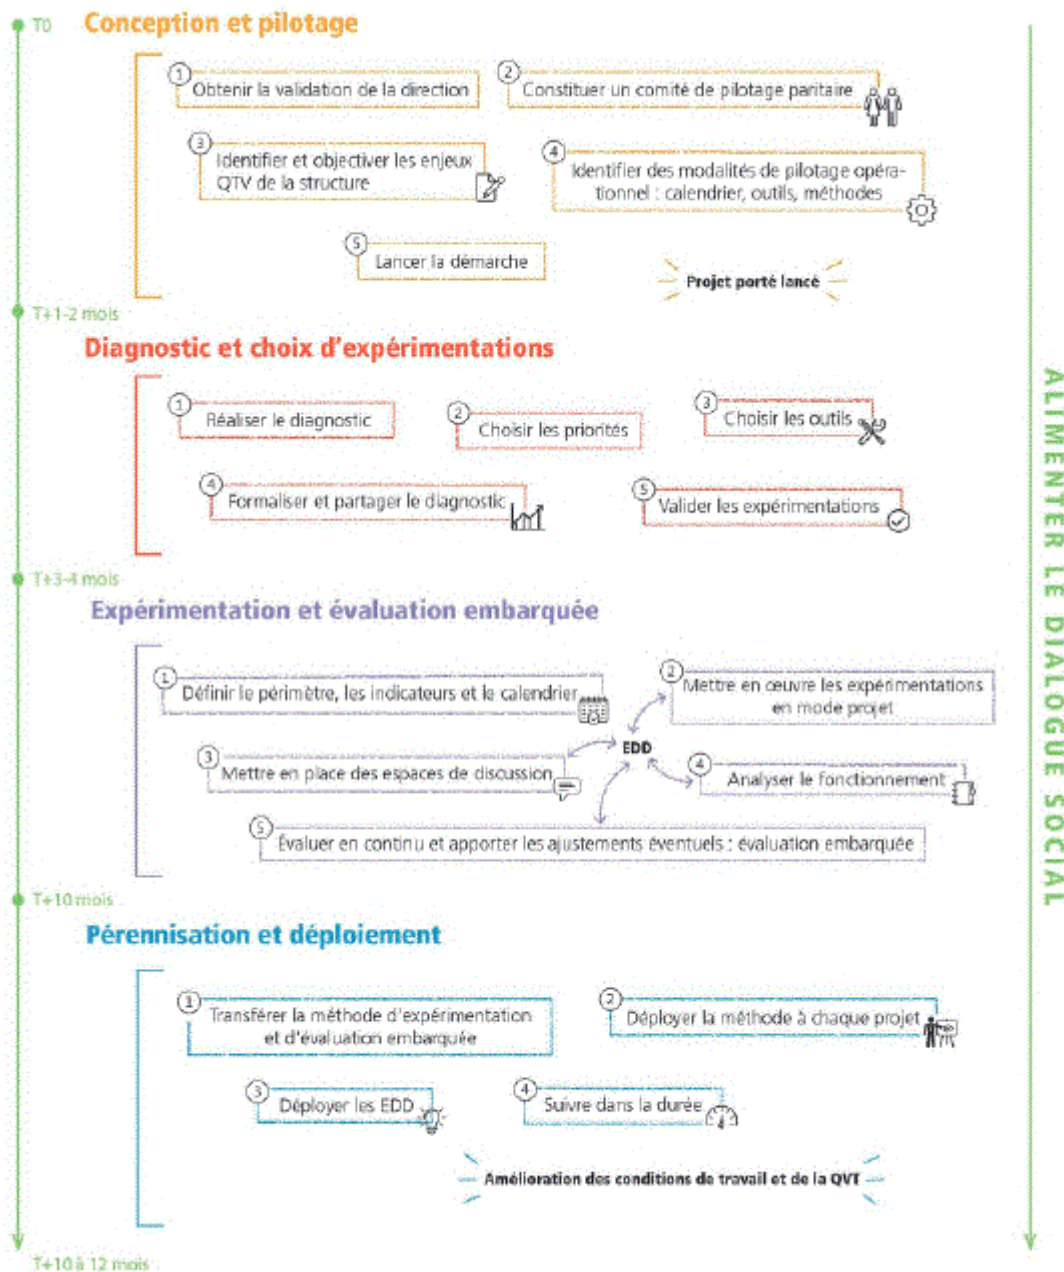 T0
Conception et pilotage
1
Obtenir la validation de la direction
2
Constituer un comité de pilotage paritaire
3
Identifier et objectiver les enjeux
QTV de la structure
4
Identifier des modalités de pilotage opéra-
tionnel : calendrier, outils, méthodes
5
Lancer la démarche
Projet porté lancé
T+1-2 mois
Diagnostic et choix d'expérimentations
1
Réaliser le diagnostic
2
Choisir les priorités
3
Choisir les outils
4
Formaliser et partager le diagnostic
5
Valider les expérimentations
T+3-4 mois
Expérimentation et évaluation embarquée
1
Définir le périmètre, les indicateurs et le calendrier
2
Mettre en œuvre les expérimentations
en mode projet
EDD
3
Mettre en place des espaces de discussion
4
Analyser le fonctionnement
5
Évaluer en continu et apporter les ajustements éventuels : évaluation embarquée
T+10 mois
Pérennisation et déploiement
1
Transférer la méthode d'expérimentation
et d'évaluation embarquée
2
Déployer la méthode à chaque projet
3
Déployer les EDD
4
Suivre dans la durée
Amélioration des conditions de travail et de la QVT
T+10 à 12 mois
ALIMENTER LE DIALOGUE SOCIAL